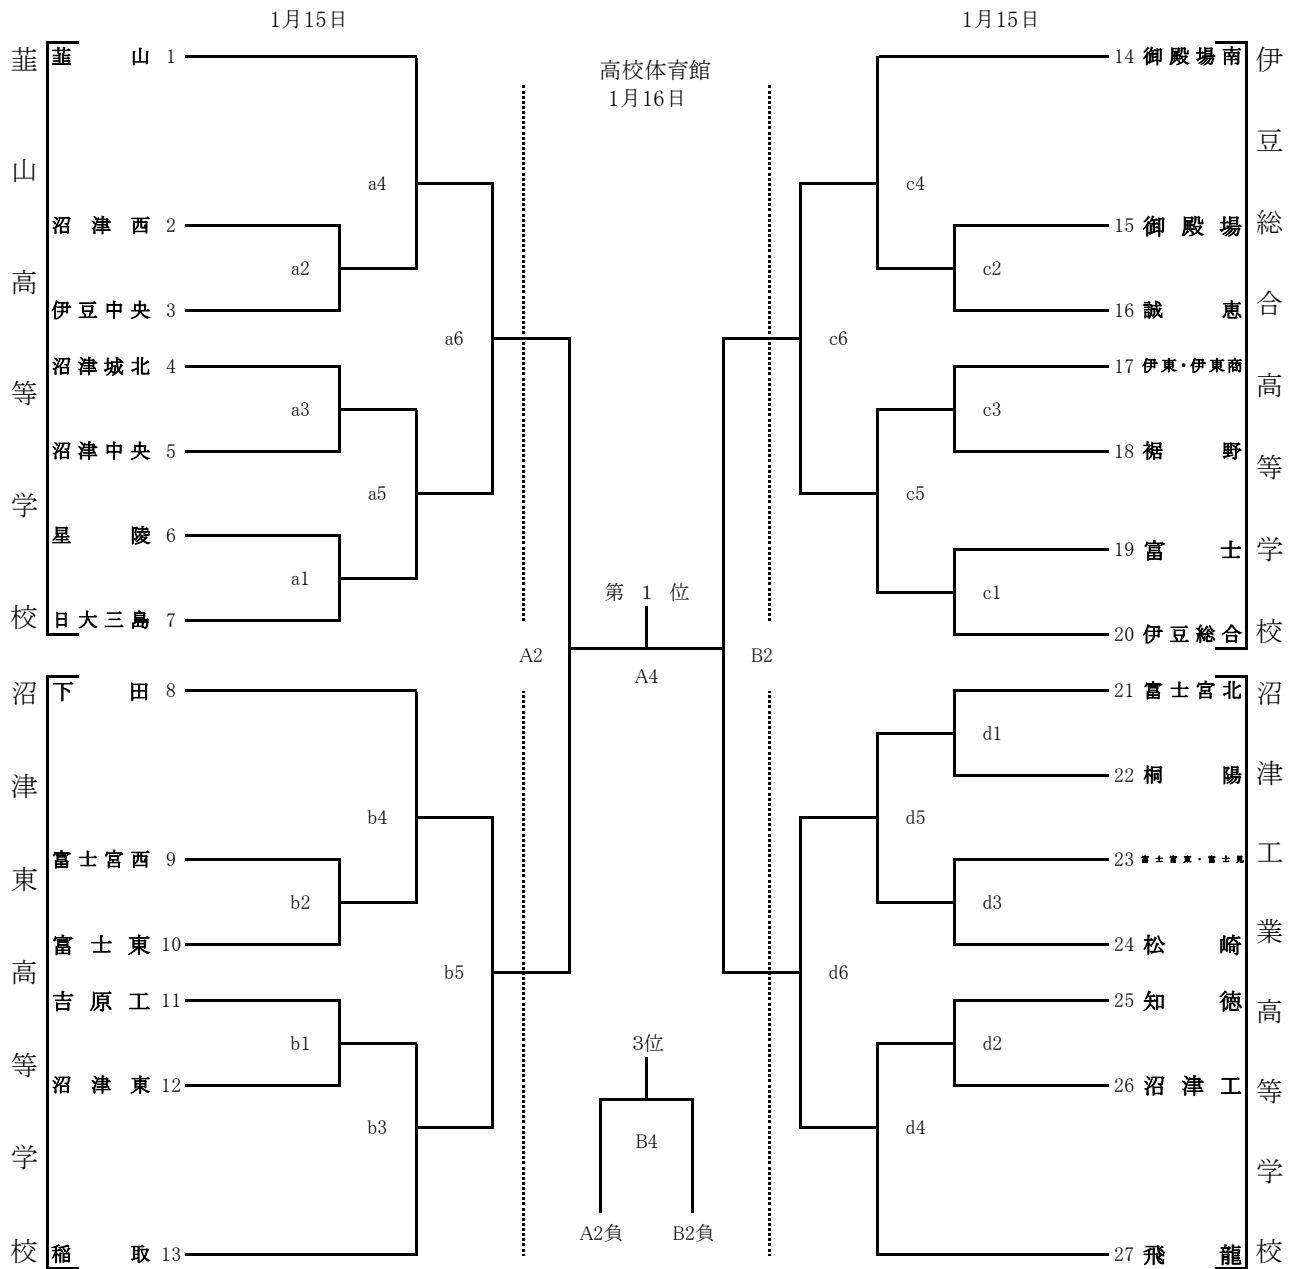 1月15日
1月15日
高校体育館
1月16日
韮山高等学校
韮山 1
沼津西 2
伊豆中央 3
沼津城北 4
沼津中央 5
星陵 6
日大三島 7
a4
a2
a6
a3
a5
a1
沼津東高等学校
下田 8
富士宮西 9
富士東 10
吉原工 11
沼津東 12
稲取 13
b4
b2
b5
b1
b3
第 1 位
A2
A4
B2
3位
B4
A2負
B2負
伊豆総合高等学校
14 御殿場南
15 御殿場
16 誠恵
17 伊東・伊東商
18 裾野
19 富士
20 伊豆総合
c4
c2
c6
c3
c5
c1
沼津工業高等学校
21 富士宮北
22 桐陽
23 富士宮東・富士見
24 松崎
25 知徳
26 沼津工
27 飛龍
d1
d5
d3
d6
d2
d4